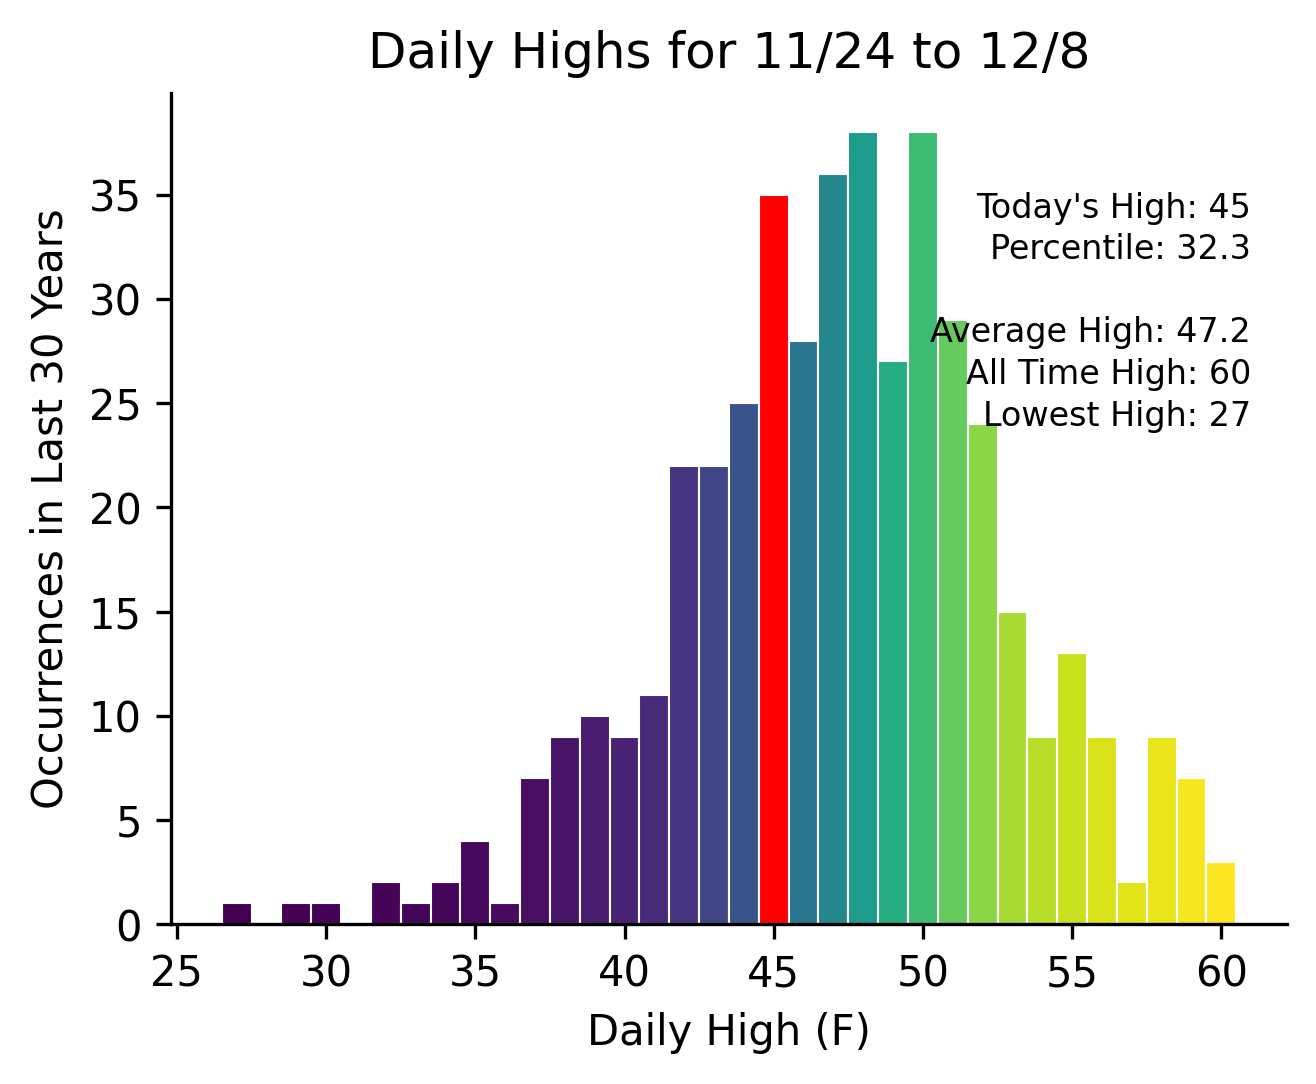 Daily Highs for 11/24 to 12/8
Occurrences in Last 30 Years
35
30
25
20
15
10
5
0
Today's High: 45
Percentile: 32.3
Average High: 47.2
All Time High: 60
Lowest High: 27
25 30 35 40 45 50 55 60
Daily High (F)